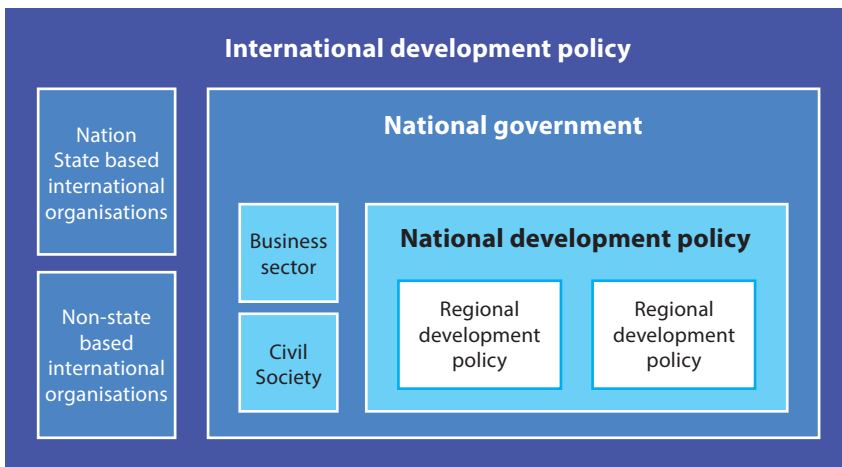 International development policy
Nation
State based
international
organisations
Non-state
based
international
organisations
National government
Business
sector
Civil
Society
National development policy
Regional
development
policy
Regional
development
policy